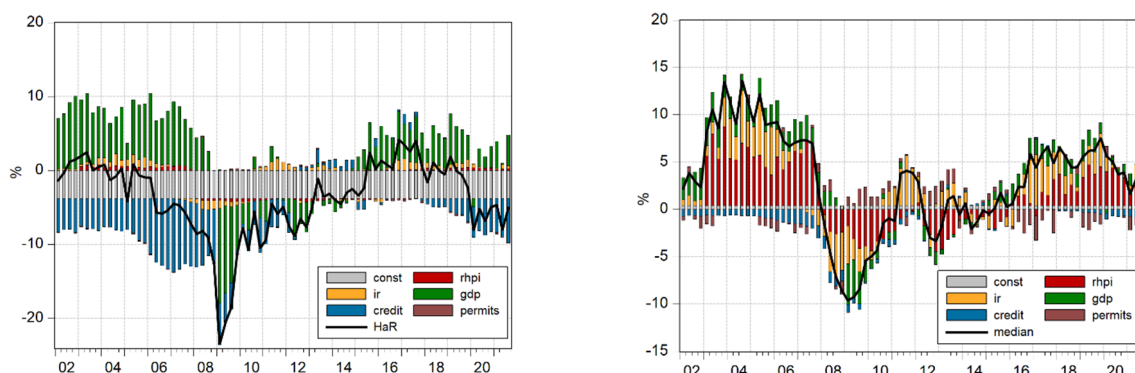 20
10
0
-10
-20
%
const
rhpi
ir
gdp
credit
permits
HaR
02 04 06 08 10 12 14 16 18 20
20
15
10
5
0
-5
-10
-15
%
const
rhpi
ir
gdp
credit
permits
median
02 04 06 08 10 12 14 16 18 20